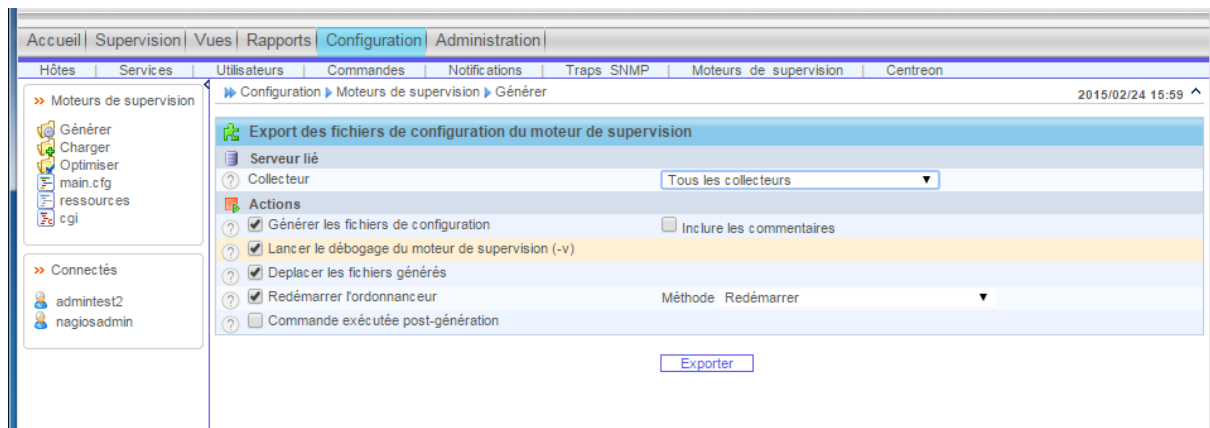 Accueil | Supervision | Vues | Rapports | Configuration | Administration |
Hôtes | Services | Utilisateurs | Commandes | Notifications | Traps SNMP | Moteurs de supervision | Centreon
Configuration Moteurs de supervision Générer
2015/02/24 15:59
Moteurs de supervision
Générer
Charger
Optimiser
main.cfg
ressources
cgi
Connectés
admintest2
nagiosadmin
Export des fichiers de configuration du moteur de supervision
Serveur lié
Collecteur Tous les collecteurs
Actions
Générer les fichiers de configuration Inclure les commentaires
Lancer le débogage du moteur de supervision (-v)
Deplacer les fichiers générés
Redémarrer l'ordonnanceur Méthode Redémarrer
Commande exécutée post-génération
Exporter